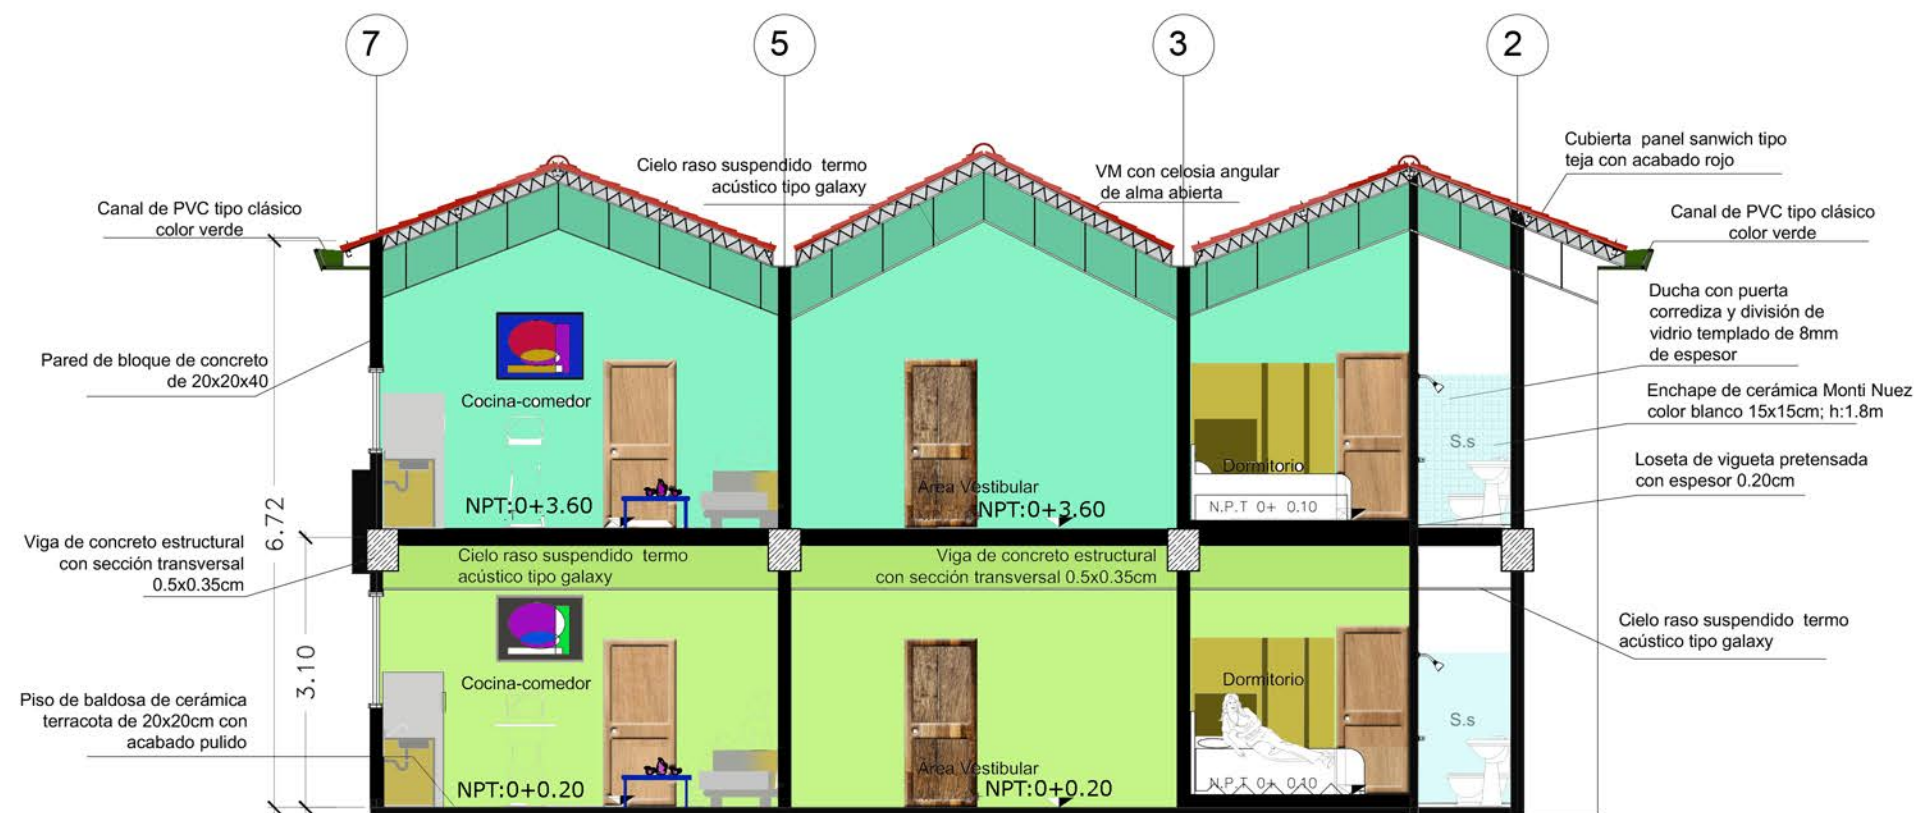 7
5
3
2
Cielo raso suspendido termo
acústico tipo galaxy
VM con celosia angular
de alma abierta
Cubierta panel sanwich tipo
teja con acabado rojo
Canal de PVC tipo clásico
color verde
Canal de PVC tipo clásico
color verde
Ducha con puerta
corrediza y división de
vidrio templado de 8mm
de espesor
Pared de bloque de concreto
de 20x20x40
Enchape de cerámica Monti Nuez
color blanco 15x15cm; h:1.8m
Cocina-comedor
S.s
Loseta de vigueta pretensada
con espesor 0.20cm
Dormitorio
Area Vestibular
NPT:0+3.60
NPT:0+3.60
N.P.T 0+ 0.10
6.72
Viga de concreto estructural
con sección transversal
0.5x0.35cm
Cielo raso suspendido termo
acústico tipo galaxy
Viga de concreto estructural
con sección transversal 0.5x0.35cm
Cielo raso suspendido termo
acústico tipo galaxy
3.10
Cocina-comedor
Dormitorio
S.s
Piso de baldosa de cerámica
terracota de 20x20cm con
acabado pulido
Area Vestibular
NPT:0+0.20
NPT:0+0.20
N.P.T 0+ 0.10